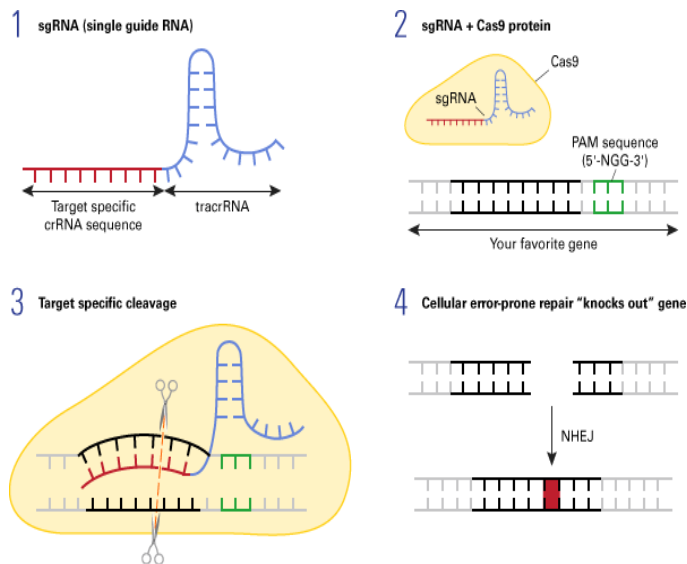 1 sgRNA (single guide RNA)
Target specific
crRNA sequence
tracrRNA
2 sgRNA + Cas9 protein
Cas9
sgRNA
PAM sequence
(5'-NGG-3')
Your favorite gene
3 Target specific cleavage
4 Cellular error-prone repair "knocks out" gene
NHEJ